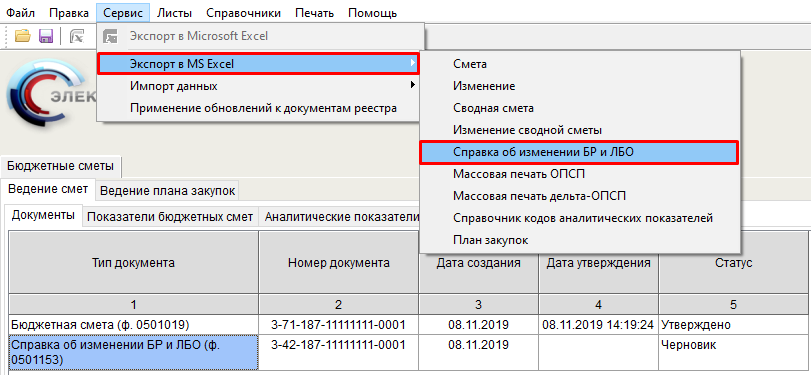 Файл Правка Сервис Листы Справочники Печать Помощь
Экспорт в Microsoft Excel
Экспорт в MS Excel
Импорт данных
Применение обновлений к документам реестра
Смета
Изменение
Сводная смета
Изменение сводной сметы
Справка об изменении БР и ЛБО
Массовая печать ОПСП
Массовая печать дельта-ОПСП
Справочник кодов аналитических показателей
План закупок
ЭЛЕК
Бюджетные сметы
Ведение смет Ведение плана закупок
Документы Показатели бюджетных смет Аналитические показатели
Тип документа Номер документа Дата создания Дата утверждения Статус
1 2 3 4 5
Бюджетная смета (ф. 0501019) 3-71-187-11111111-0001 08.11.2019 08.11.2019 14:19:24 Утверждено
Справка об изменении БР и ЛБО (ф. 0501153) 3-42-187-11111111-0001 08.11.2019 Черновик